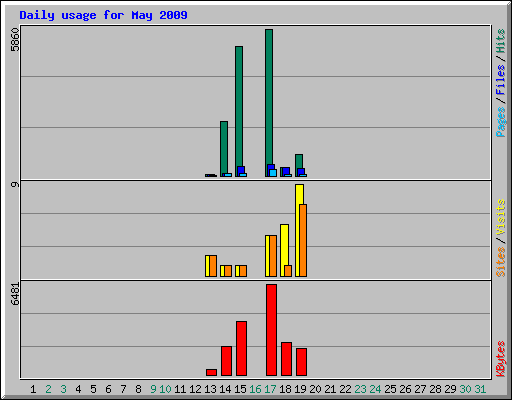 Daily usage for May 2009
5860
9
6481
Pages / Files / Hits
Sites / Visits
KBytes
1 2 3 4 5 6 7 8 9 10 11 12 13 14 15 16 17 18 19 20 21 22 23 24 25 26 27 28 29 30 31